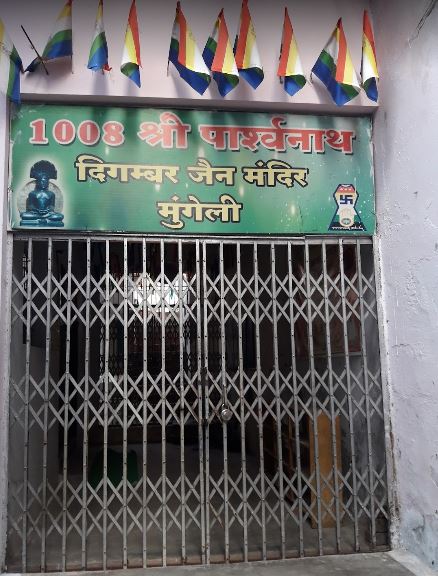 1008 श्री पार्श्वनाथ
दिगम्बर जैन मंदिर
मुंगेली